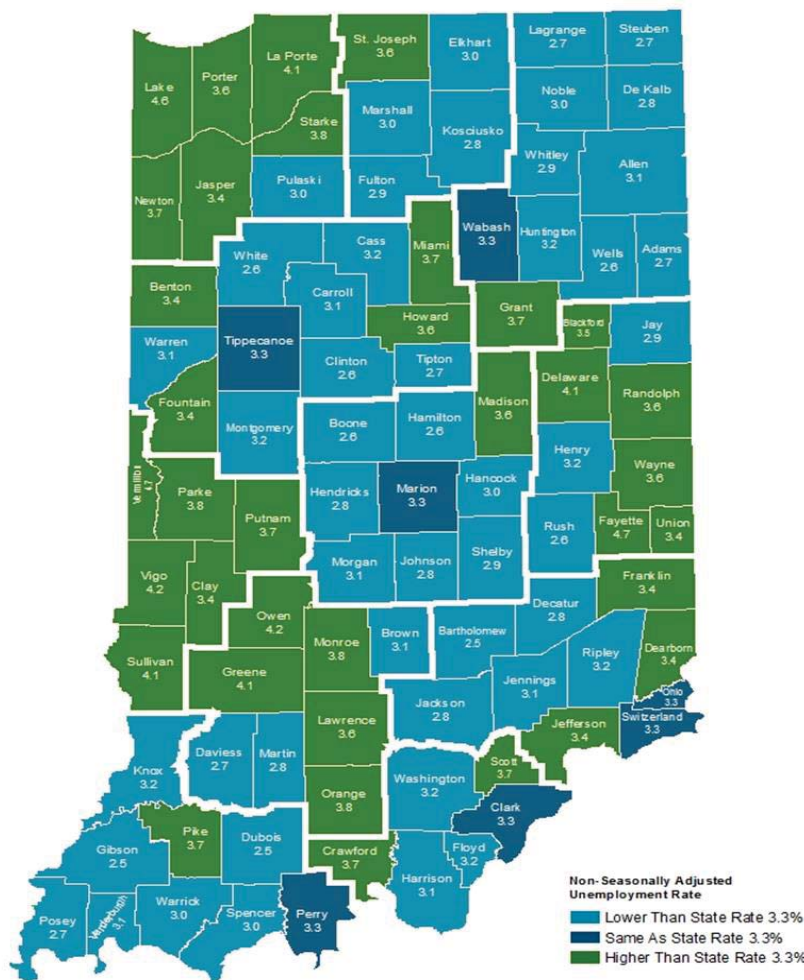 St. Joseph
3.6
Elkhart
3.0
Lagrange
2.7
Steuben
2.7
La Porte
4.1
Lake
4.6
Porter
3.6
Noble
3.0
De Kalb
2.8
Marshall
3.0
Kosciusko
2.8
Starke
3.8
Whitley
2.9
Allen
3.1
Newton
3.7
Jasper
3.4
Pulaski
3.0
Fulton
2.9
Wabash
3.3
Huntington
3.2
Wells
2.6
Adams
2.7
White
2.6
Cass
3.2
Miami
3.7
Benton
3.4
Carroll
3.1
Grant
3.7
Howard
3.6
Blackford
3.5
Jay
2.9
Warren
3.1
Tippecanoe
3.3
Clinton
2.6
Tipton
2.7
Delaware
4.1
Randolph
3.6
Fountain
3.4
Madison
3.6
Montgomery
3.2
Boone
2.6
Hamilton
2.6
Henry
3.2
Wayne
3.6
Vermillion
4.7
Parke
3.8
Hendricks
2.8
Marion
3.3
Hancock
3.0
Putnam
3.7
Rush
2.6
Fayette
4.7
Union
3.4
Vigo
4.2
Clay
3.4
Morgan
3.1
Johnson
2.8
Shelby
2.9
Franklin
3.4
Owen
4.2
Decatur
2.8
Sullivan
4.1
Monroe
3.8
Brown
3.1
Bartholomew
2.5
Ripley
3.2
Dearborn
3.4
Greene
4.1
Jennings
3.1
Ohio
3.3
Jackson
2.8
Switzerland
3.3
Lawrence
3.6
Jefferson
3.4
Knox
3.2
Daviess
2.7
Martin
2.8
Scott
3.7
Washington
3.2
Orange
3.8
Clark
3.3
Pike
3.7
Dubois
2.5
Gibson
2.5
Crawford
3.7
Floyd
3.2
Harrison
3.1
Posey
2.7
Vanderburgh
3.1
Warrick
3.0
Spencer
3.0
Perry
3.3
Non-Seasonally Adjusted
Unemployment Rate
Lower Than State Rate 3.3%
Same As State Rate 3.3%
Higher Than State Rate 3.3%